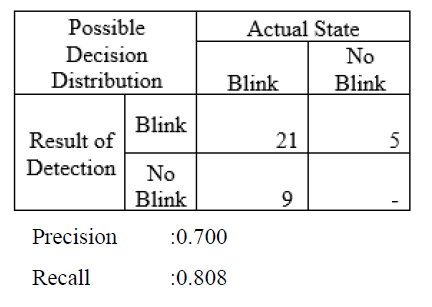 Possible
Decision
Distribution
Actual State
Blink
No
Blink
Result of
Detection
Blink
21
5
No
Blink
9
-
Precision :0.700
Recall :0.808